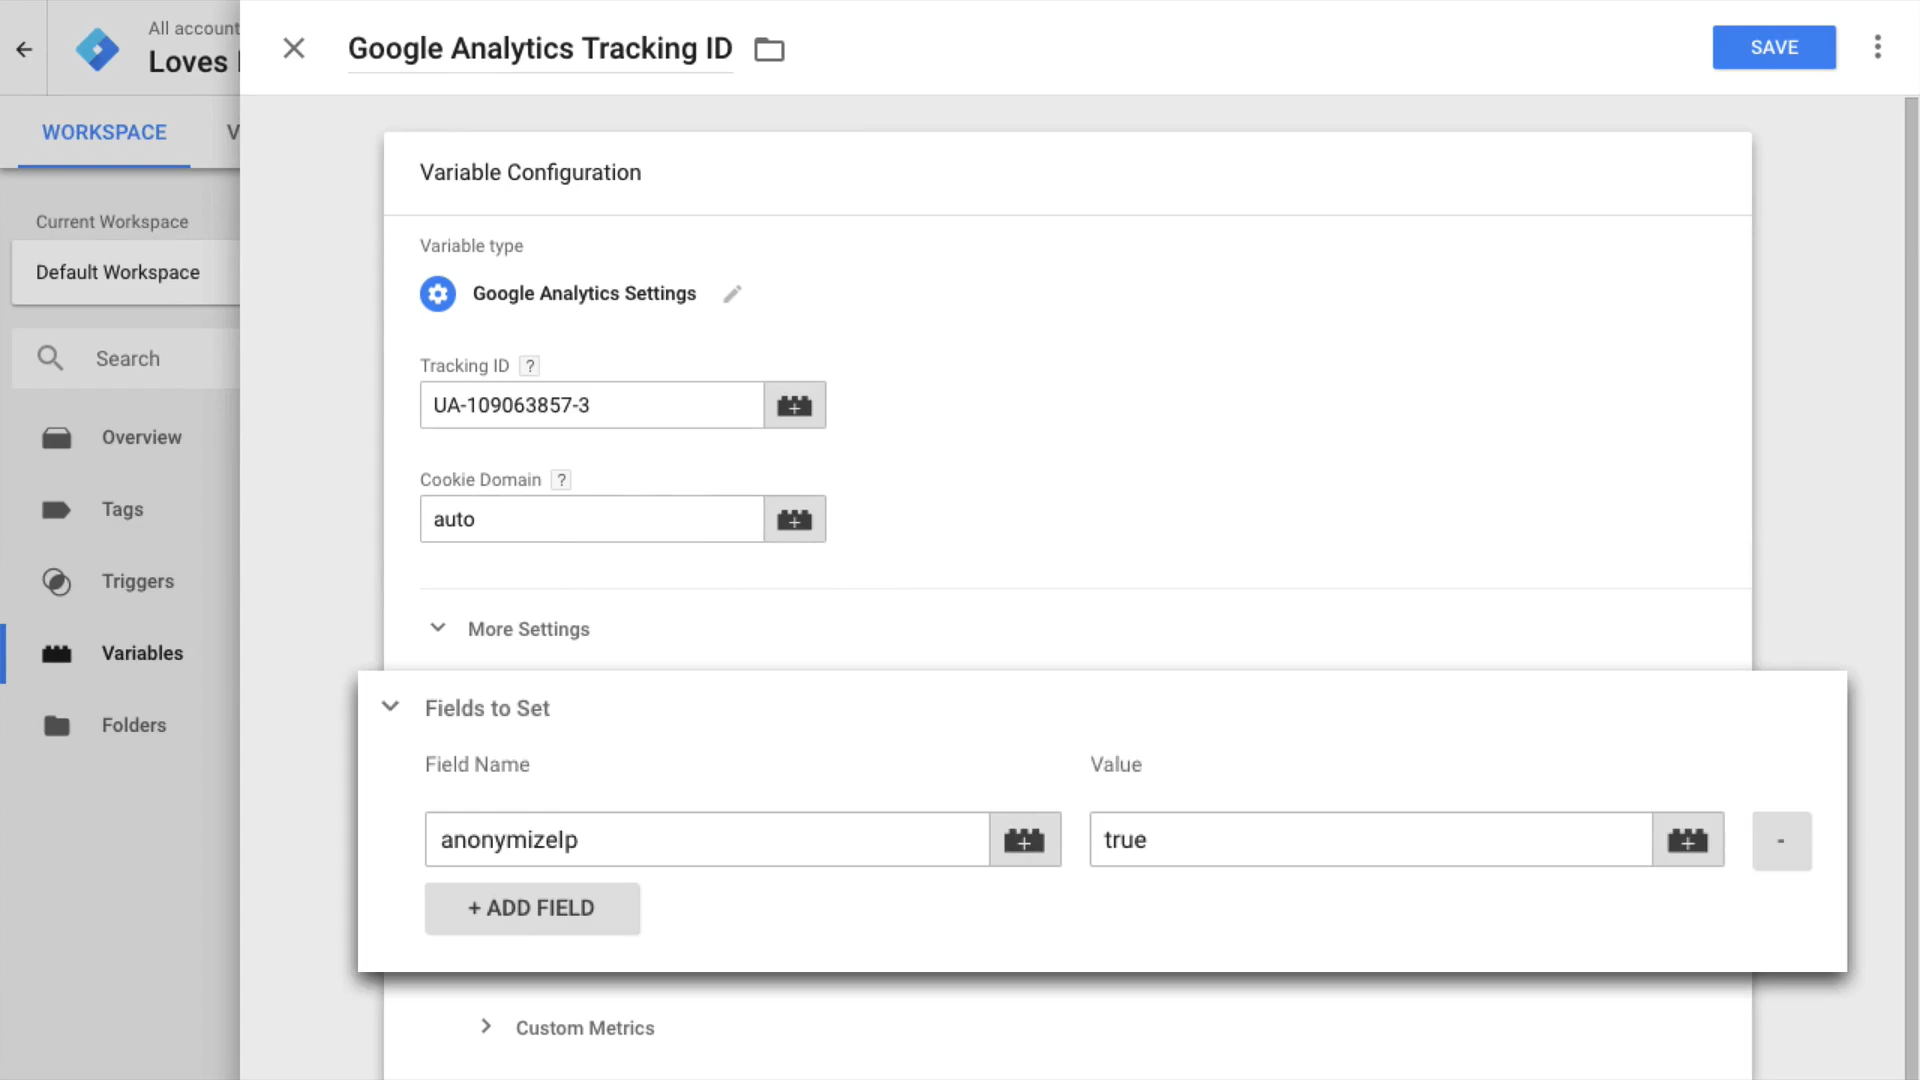 All account
Loves
Google Analytics Tracking ID
SAVE
WORKSPACE
V
Current Workspace
Default Workspace
Search
Overview
Tags
Triggers
Variables
Folders
Variable Configuration
Variable type
Google Analytics Settings
Tracking ID ?
UA-109063857-3
Cookie Domain ?
auto
More Settings
Fields to Set
Field Name
Value
anonymizeIp
true
-
+ ADD FIELD
Custom Metrics